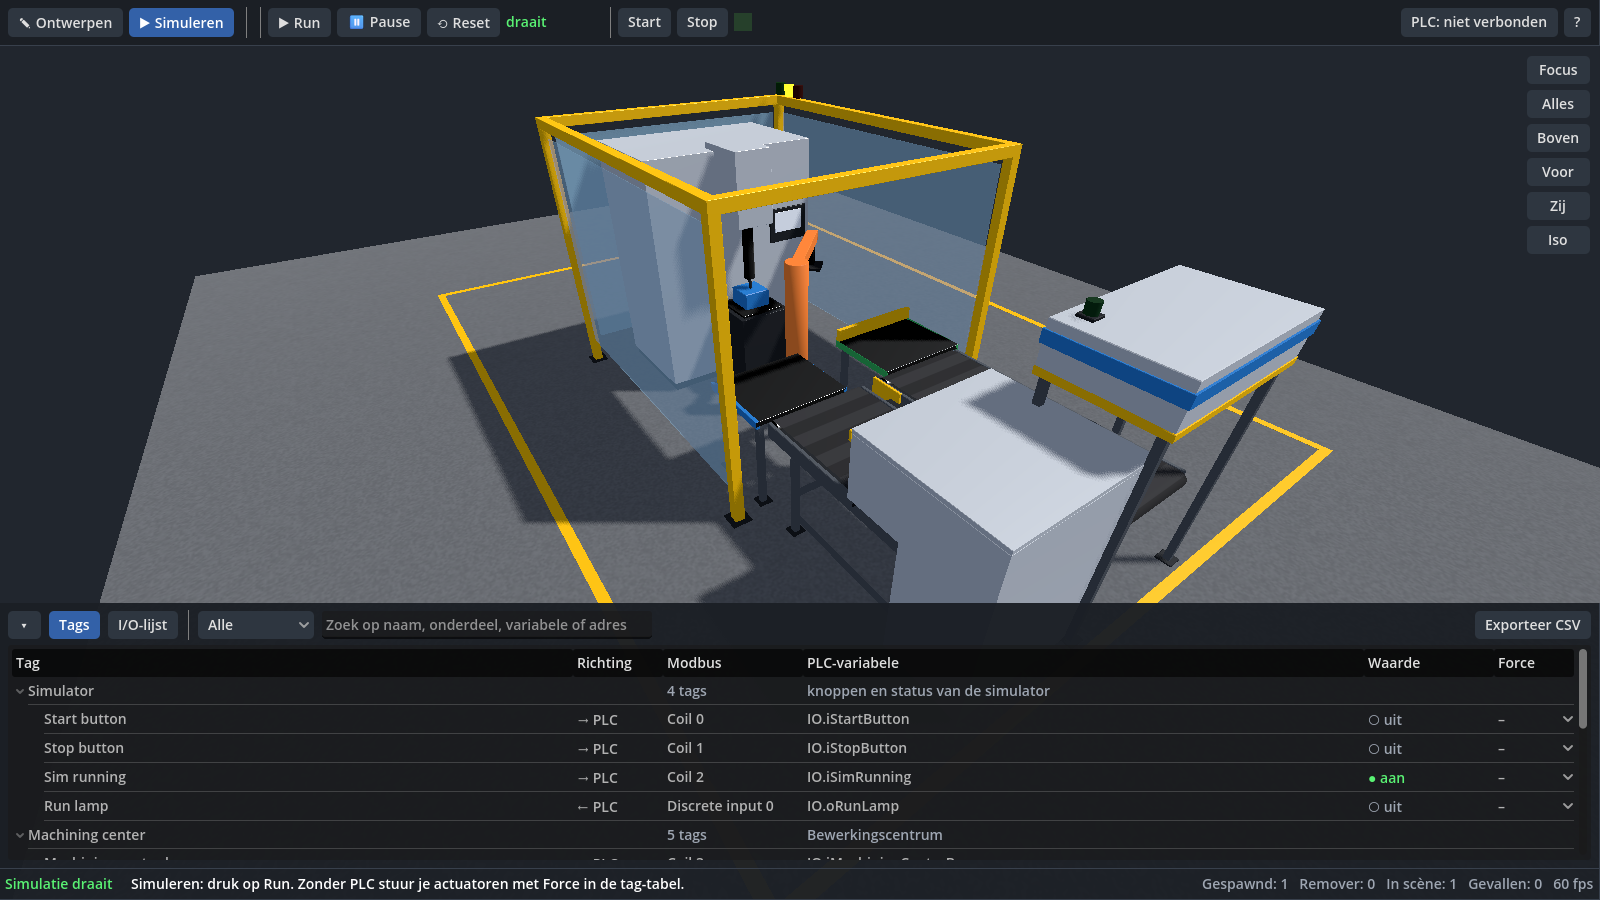 Ontwerpen Simuleren Run Pause Reset draait Start Stop PLC: niet verbonden ?
Focus
Alles
Boven
Voor
Zij
Iso
Tags I/O-lijst Alle Zoek op naam, onderdeel, variabele of adres Exporteer CSV
Tag Richting Modbus PLC-variabele Waarde Force
Simulator 4 tags knoppen en status van de simulator
Start button → PLC Coil 0 IO.iStartButton uit –
Stop button → PLC Coil 1 IO.iStopButton uit –
Sim running → PLC Coil 2 IO.iSimRunning aan –
Run lamp ← PLC Discrete input 0 IO.oRunLamp uit –
Machining center 5 tags Bewerkingscentrum
Simulatie draait Simuleren: druk op Run. Zonder PLC stuur je actuatoren met Force in de tag-tabel. Gespawnd: 1 Remover: 0 In scène: 1 Gevallen: 0 60 fps